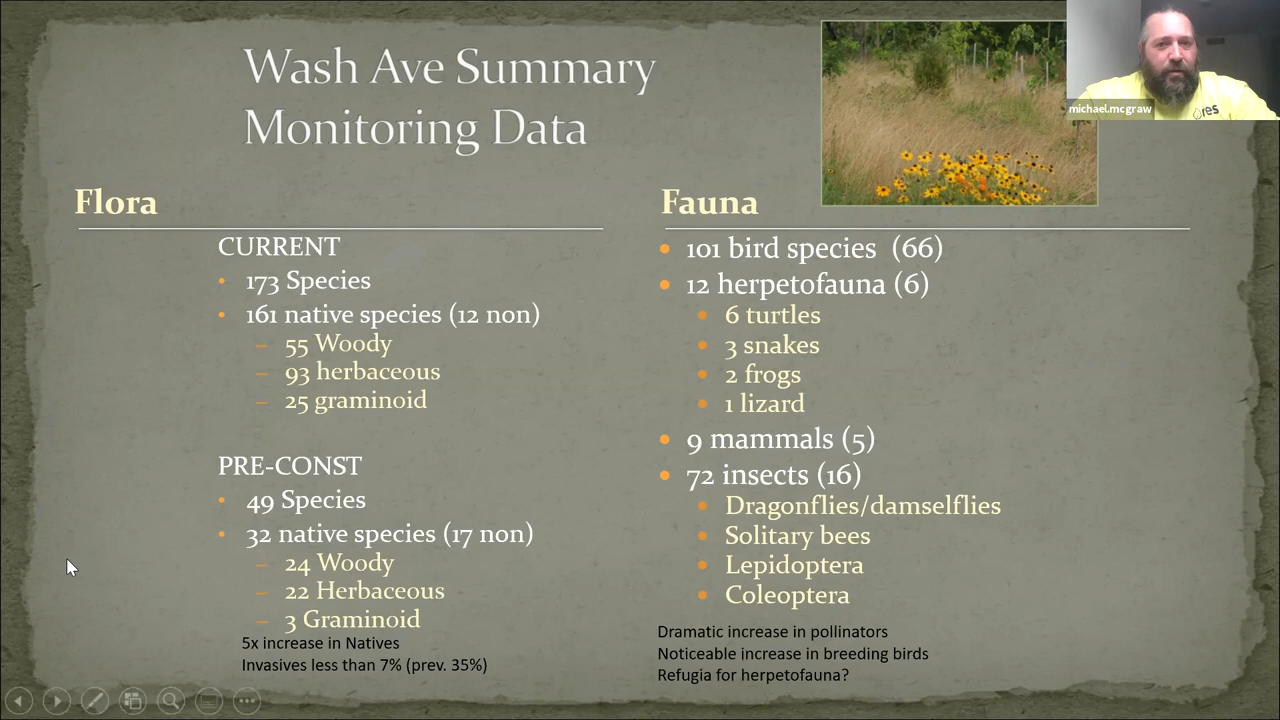 Wash Ave Summary
Monitoring Data
michael.mcgraw
res
Flora
CURRENT
• 173 Species
• 161 native species (12 non)
– 55 Woody
– 93 herbaceous
– 25 graminoid
PRE-CONST
• 49 Species
• 32 native species (17 non)
– 24 Woody
– 22 Herbaceous
– 3 Graminoid
5x increase in Natives
Invasives less than 7% (prev. 35%)
Fauna
• 101 bird species (66)
• 12 herpetofauna (6)
• 6 turtles
• 3 snakes
• 2 frogs
• 1 lizard
• 9 mammals (5)
• 72 insects (16)
• Dragonflies/damselflies
• Solitary bees
• Lepidoptera
• Coleoptera
Dramatic increase in pollinators
Noticeable increase in breeding birds
Refugia for herpetofauna?